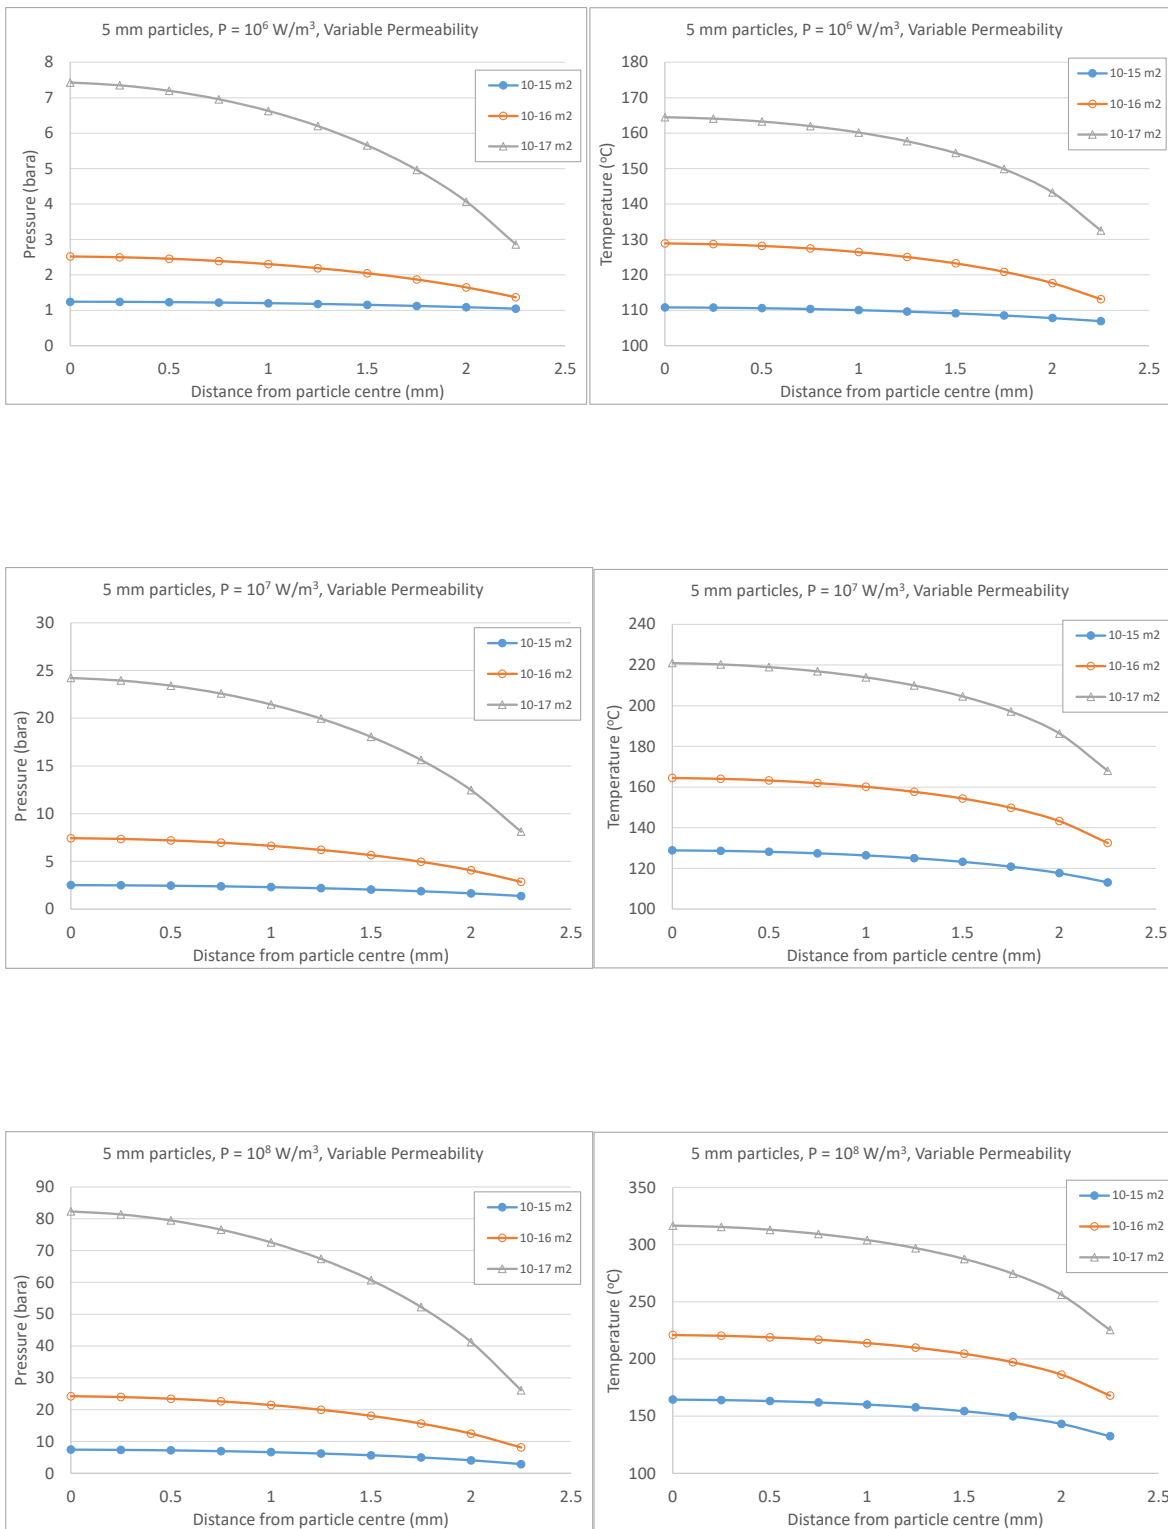 5 mm particles, P = 10⁶ W/m³, Variable Permeability
Pressure (bara)
8
7
6
5
4
3
2
1
0
0 0.5 1 1.5 2 2.5
Distance from particle centre (mm)
10-15 m2
10-16 m2
10-17 m2
5 mm particles, P = 10⁶ W/m³, Variable Permeability
Temperature (°C)
180
170
160
150
140
130
120
110
100
0 0.5 1 1.5 2 2.5
Distance from particle centre (mm)
10-15 m2
10-16 m2
10-17 m2
5 mm particles, P = 10⁷ W/m³, Variable Permeability
Pressure (bara)
30
25
20
15
10
5
0
0 0.5 1 1.5 2 2.5
Distance from particle centre (mm)
10-15 m2
10-16 m2
10-17 m2
5 mm particles, P = 10⁷ W/m³, Variable Permeability
Temperature (°C)
240
220
200
180
160
140
120
100
0 0.5 1 1.5 2 2.5
Distance from particle centre (mm)
10-15 m2
10-16 m2
10-17 m2
5 mm particles, P = 10⁸ W/m³, Variable Permeability
Pressure (bara)
90
80
70
60
50
40
30
20
10
0
0 0.5 1 1.5 2 2.5
Distance from particle centre (mm)
10-15 m2
10-16 m2
10-17 m2
5 mm particles, P = 10⁸ W/m³, Variable Permeability
Temperature (°C)
350
300
250
200
150
100
0 0.5 1 1.5 2 2.5
Distance from particle centre (mm)
10-15 m2
10-16 m2
10-17 m2